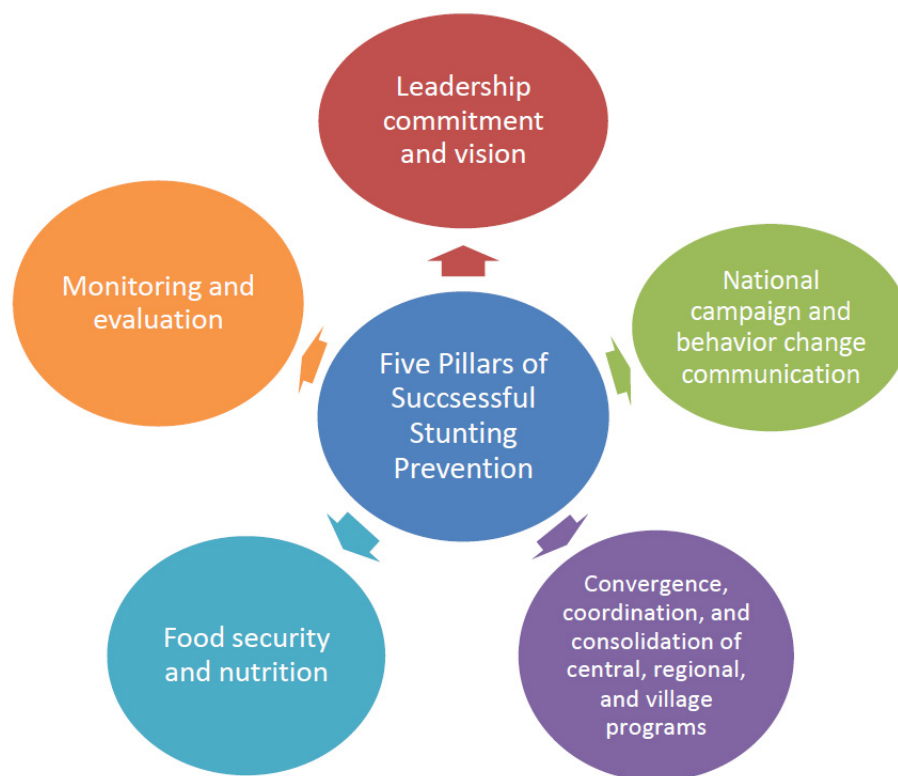 Leadership
commitment
and vision
National
campaign and
behavior change
communication
Convergence,
coordination, and
consolidation of
central, regional,
and village
programs
Food security
and nutrition
Monitoring and
evaluation
Five Pillars of
Succsessful
Stunting
Prevention